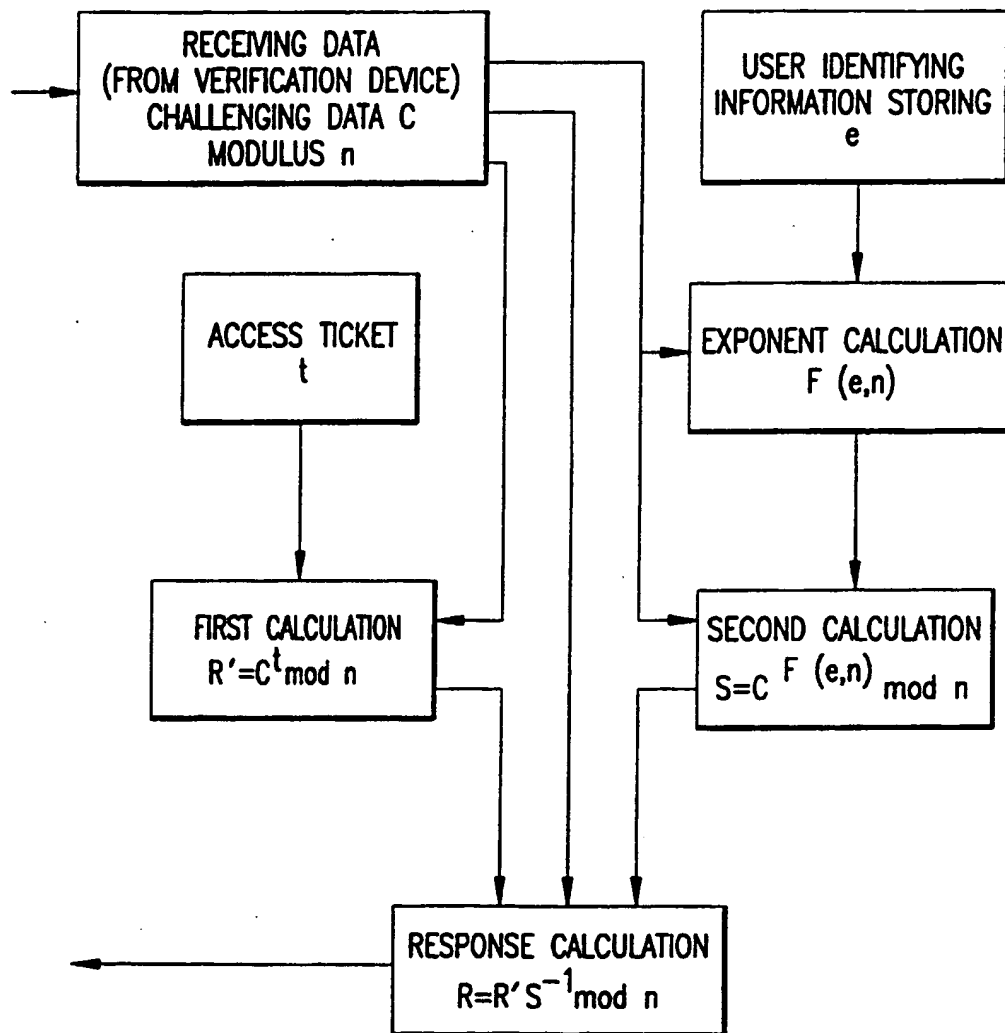 RECEIVING DATA
(FROM VERIFICATION DEVICE)
CHALLENGING DATA C
MODULUS n
USER IDENTIFYING
INFORMATION STORING
e
ACCESS TICKET
t
EXPONENT CALCULATION
F (e,n)
FIRST CALCULATION
R'=C^t mod n
SECOND CALCULATION
S=C^F (e,n) mod n
RESPONSE CALCULATION
R=R'S^-1 mod n